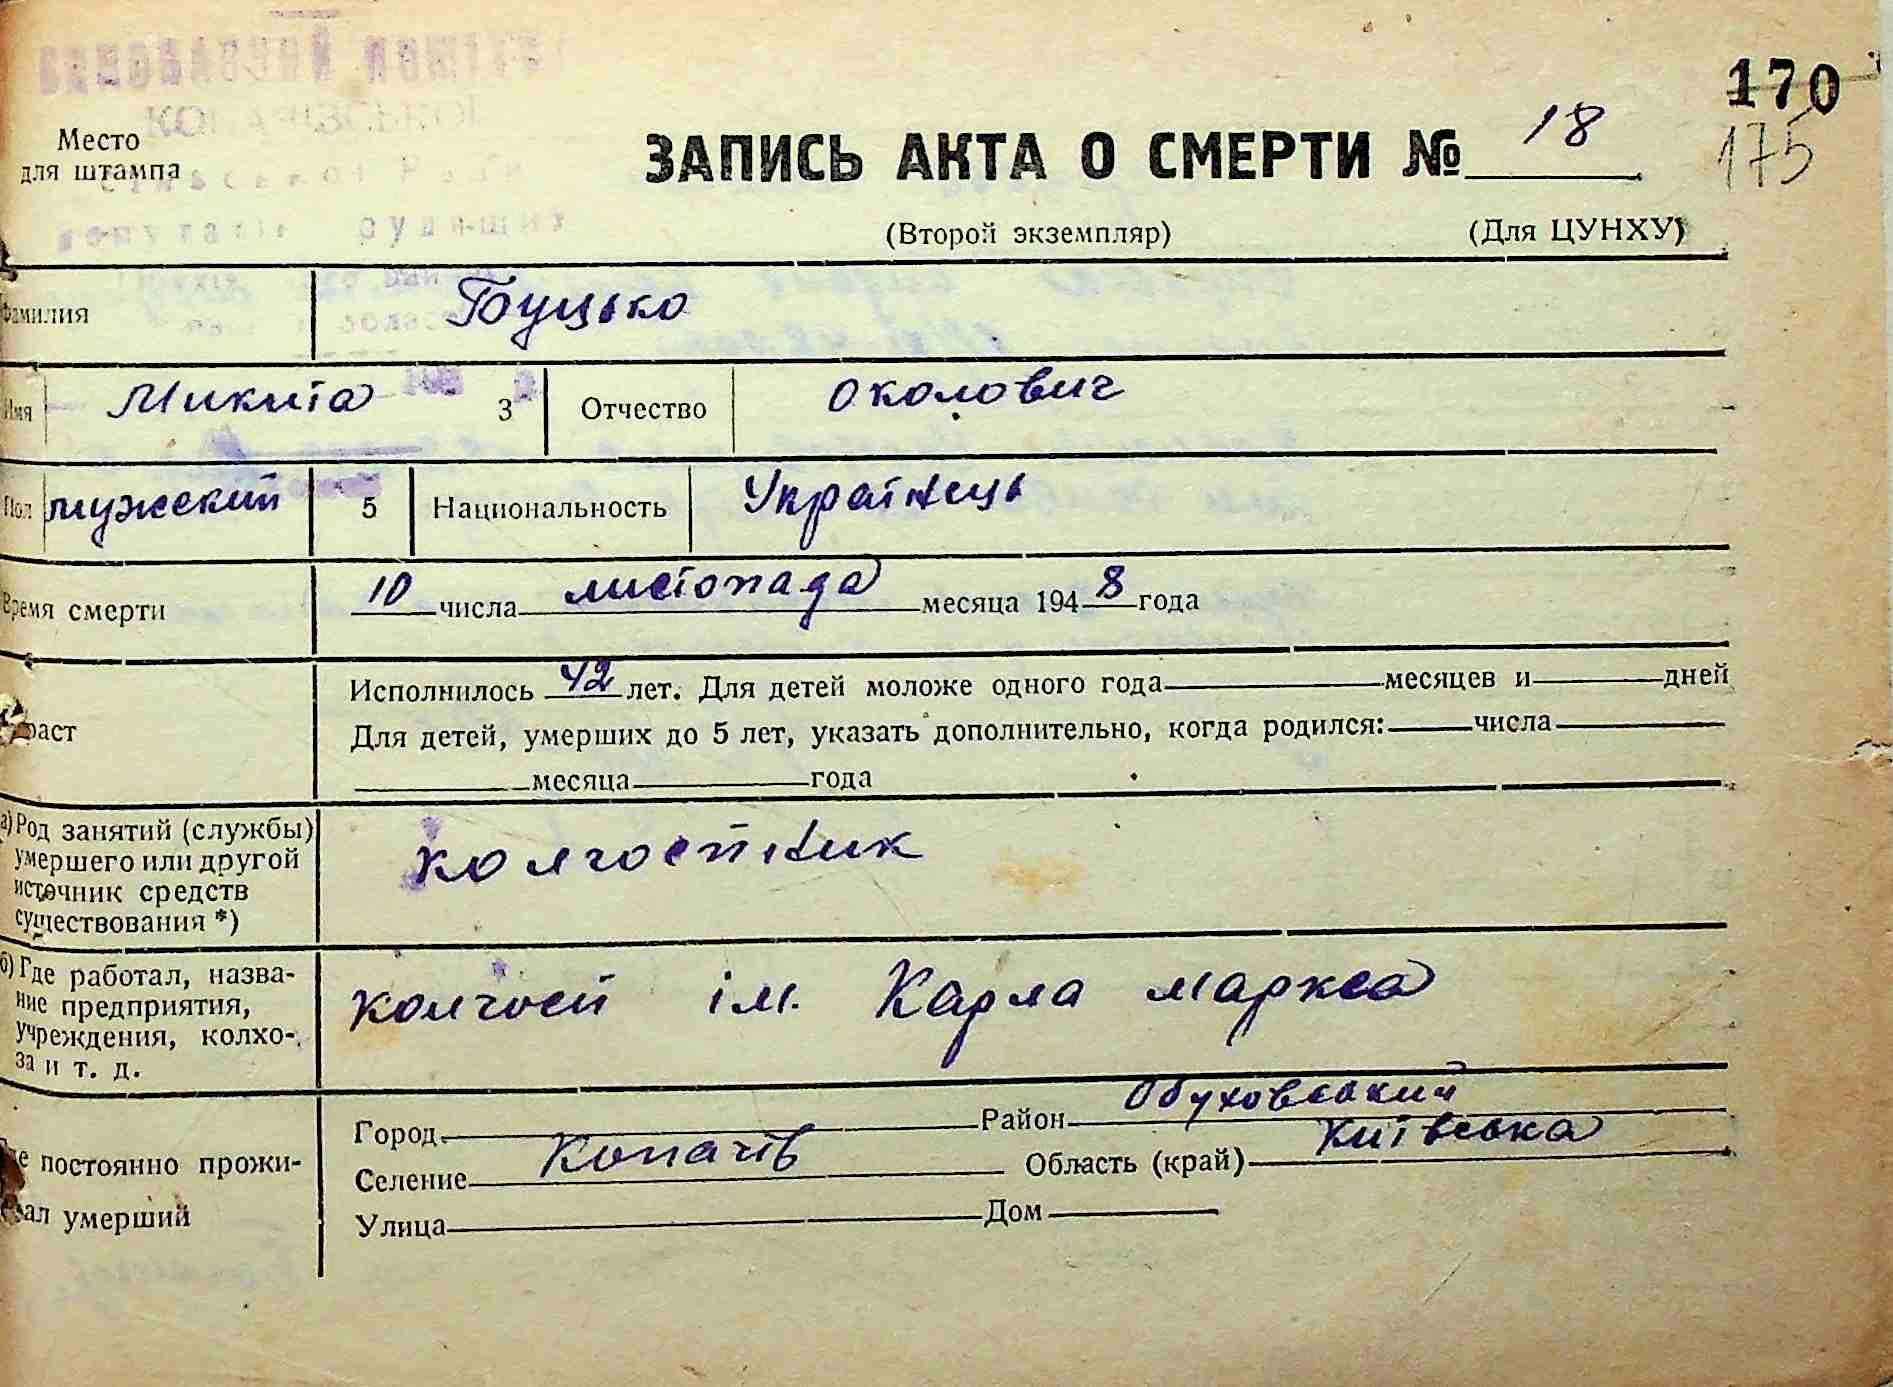 170
175
Место
для штампа
ЗАПИСЬ АКТА О СМЕРТИ № 18
(Второй экземпляр) (Для ЦУНХУ)
Фамилия Буцько
Имя Микита 3 Отчество Околович
Пол мужеский 5 Национальность Українець
Время смерти 10 числа листопада месяца 1948 года
раст
Исполнилось 42 лет. Для детей моложе одного года месяцев и дней
Для детей, умерших до 5 лет, указать дополнительно, когда родился: числа
месяца года
а) Род занятий (службы)
умершего или другой
источник средств
существования *)
колгоспник
б) Где работал, назва-
ние предприятия,
учреждения, колхо-
за и т. д.
колгосп ім. Карла Маркса
Где постоянно прожи-
вал умерший
Город Район Обуховський
Селение Копачів Область (край) Київська
Улица Дом